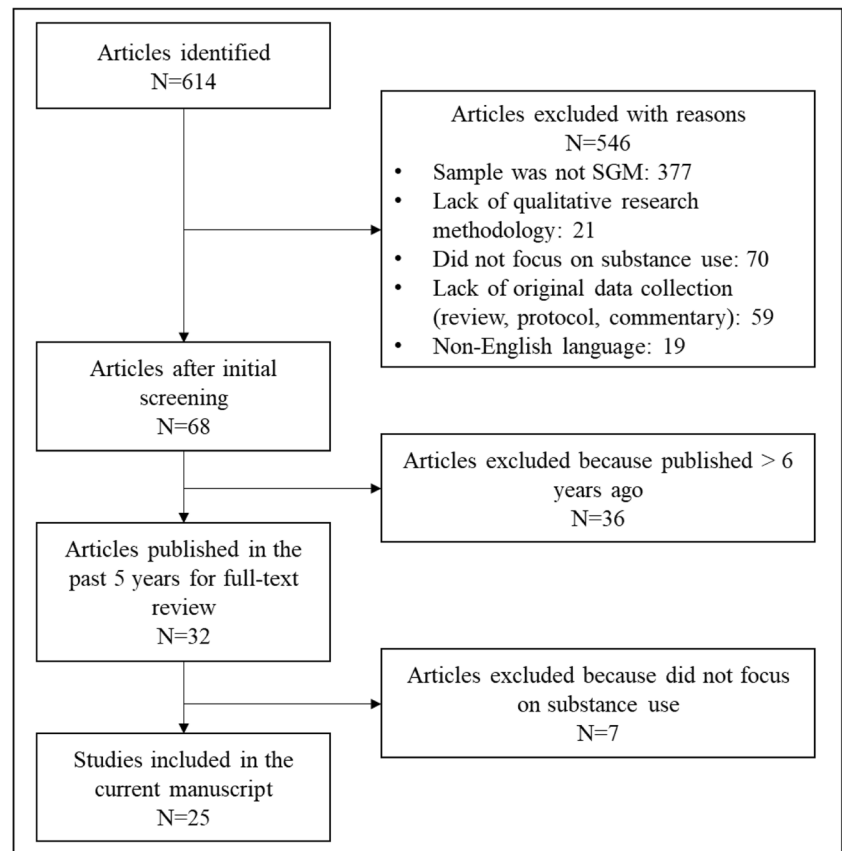 Articles identified
N=614
Articles excluded with reasons
N=546
• Sample was not SGM: 377
• Lack of qualitative research
methodology: 21
• Did not focus on substance use: 70
• Lack of original data collection
(review, protocol, commentary): 59
• Non-English language: 19
Articles after initial
screening
N=68
Articles excluded because published > 6
years ago
N=36
Articles published in the
past 5 years for full-text
review
N=32
Articles excluded because did not focus
on substance use
N=7
Studies included in the
current manuscript
N=25